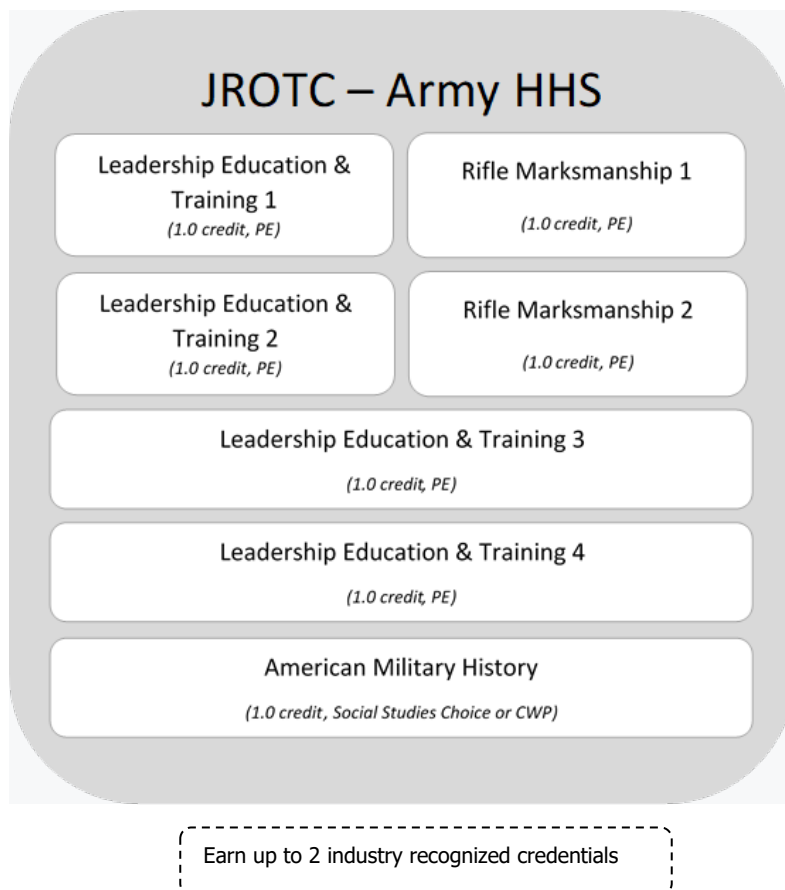 JROTC – Army HHS
Leadership Education &
Training 1
(1.0 credit, PE)
Rifle Marksmanship 1
(1.0 credit, PE)
Leadership Education &
Training 2
(1.0 credit, PE)
Rifle Marksmanship 2
(1.0 credit, PE)
Leadership Education & Training 3
(1.0 credit, PE)
Leadership Education & Training 4
(1.0 credit, PE)
American Military History
(1.0 credit, Social Studies Choice or CWP)
Earn up to 2 industry recognized credentials